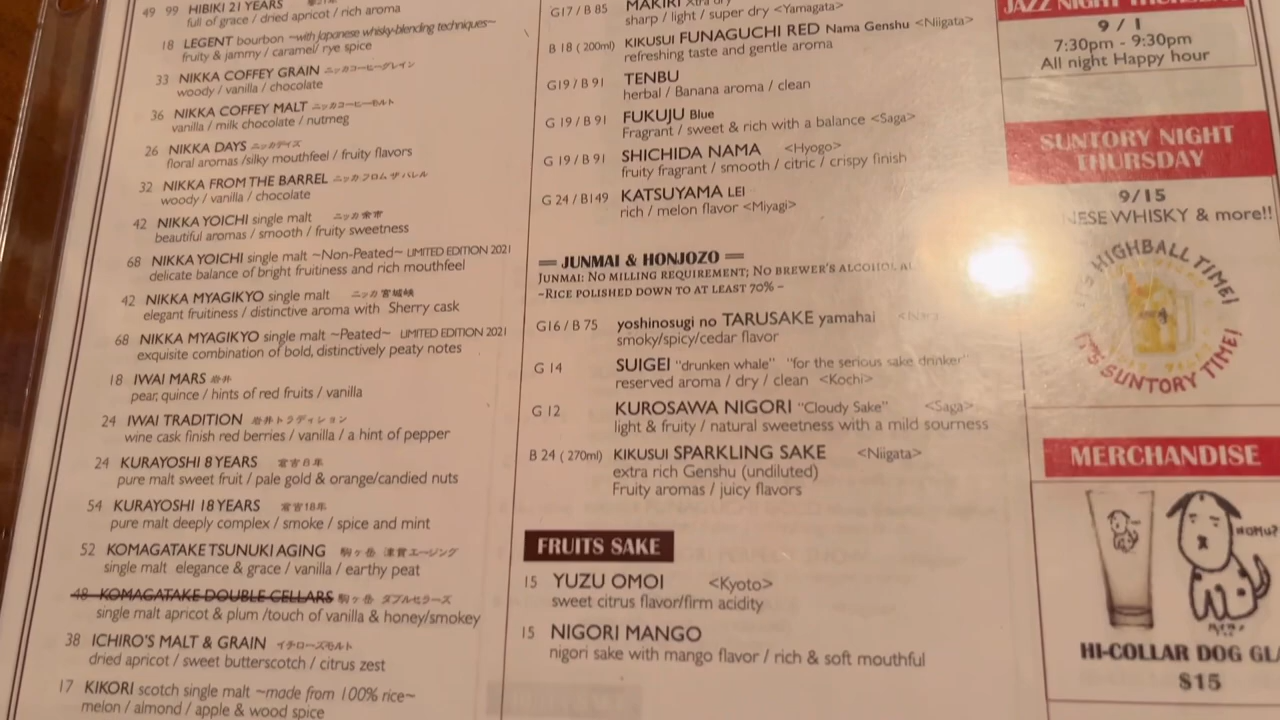 49 99 HIBIKI 21 YEARS
full of grace / dried apricot / rich aroma
18 LEGENT bourbon ~with Japanese whisky-blending techniques~
fruity & jammy / caramel/ rye spice
33 NIKKA COFFEY GRAIN ニッカコーヒーグレイン
woody / vanilla / chocolate
36 NIKKA COFFEY MALT ニッカコーヒーモルト
vanilla / milk chocolate / nutmeg
26 NIKKA DAYS ニッカデイズ
floral aromas /silky mouthfeel / fruity flavors
32 NIKKA FROM THE BARREL ニッカ フロム ザ バレル
woody / vanilla / chocolate
42 NIKKA YOICHI single malt ニッカ 余市
beautiful aromas / smooth / fruity sweetness
68 NIKKA YOICHI single malt ~Non-Peated~ LIMITED EDITION 2021
delicate balance of bright fruitiness and rich mouthfeel
42 NIKKA MYAGIKYO single malt ニッカ 宮城峡
elegant fruitiness / distinctive aroma with Sherry cask
68 NIKKA MYAGIKYO single malt ~Peated~ LIMITED EDITION 2021
exquisite combination of bold, distinctively peaty notes
18 IWAI MARS 岩井
pear, quince / hints of red fruits / vanilla
24 IWAI TRADITION 岩井トラディション
wine cask finish red berries / vanilla / a hint of pepper
24 KURAYOSHI 8 YEARS 倉吉8年
pure malt sweet fruit / pale gold & orange/candied nuts
54 KURAYOSHI 18 YEARS 倉吉18年
pure malt deeply complex / smoke / spice and mint
52 KOMAGATAKE TSUNUKI AGING 駒ヶ岳 津貫エージング
single malt elegance & grace / vanilla / earthy peat
48 KOMAGATAKE DOUBLE CELLARS 駒ヶ岳 ダブルセラーズ
single malt apricot & plum /touch of vanilla & honey/smokey
38 ICHIRO'S MALT & GRAIN イチローズモルト
dried apricot / sweet butterscotch / citrus zest
17 KIKORI scotch single malt ~made from 100% rice~
melon / almond / apple & wood spice
G17 / B 85 MAKIRI Xtra dry
sharp / light / super dry <Yamagata>
B 18 ( 200ml) KIKUSUI FUNAGUCHI RED Nama Genshu <Niigata>
refreshing taste and gentle aroma
G19 / B 91 TENBU
herbal / Banana aroma / clean
G 19 / B 91 FUKUJU Blue
Fragrant / sweet & rich with a balance <Saga>
G 19 / B 91 SHICHIDA NAMA <Hyogo>
fruity fragrant / smooth / citric / crispy finish
G 24 / B149 KATSUYAMA LEI
rich / melon flavor <Miyagi>
JUNMAI & HONJOZO
JUNMAI: NO MILLING REQUIREMENT; NO BREWER'S ALCOHOL
~RICE POLISHED DOWN TO AT LEAST 70% ~
G16 / B 75 yoshinosugi no TARUSAKE yamahai
smoky/spicy/cedar flavor
G 14 SUIGEI "drunken whale" "for the serious sake drinker"
reserved aroma / dry / clean <Kochi>
G 12 KUROSAWA NIGORI "Cloudy Sake" <Saga>
light & fruity / natural sweetness with a mild sourness
B 24 ( 270ml) KIKUSUI SPARKLING SAKE <Niigata>
extra rich Genshu (undiluted)
Fruity aromas / juicy flavors
FRUITS SAKE
15 YUZU OMOI <Kyoto>
sweet citrus flavor/firm acidity
15 NIGORI MANGO
nigori sake with mango flavor / rich & soft mouthful
JAZZ NIGHT THURSDAY
9 / 1
7:30pm - 9:30pm
All night Happy hour
SUNTORY NIGHT
THURSDAY
9/15
NESE WHISKY & more!!
HIGHBALL TIME!
IT'S SUNTORY TIME!
MERCHANDISE
HI-COLLAR DOG GLA
$15